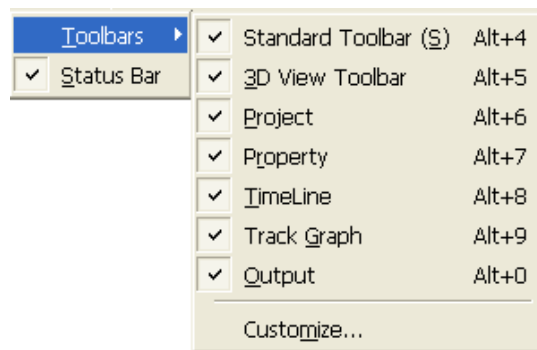 Toolbars
Status Bar
Standard Toolbar (S) Alt+4
3D View Toolbar Alt+5
Project Alt+6
Property Alt+7
TimeLine Alt+8
Track Graph Alt+9
Output Alt+0
Customize...